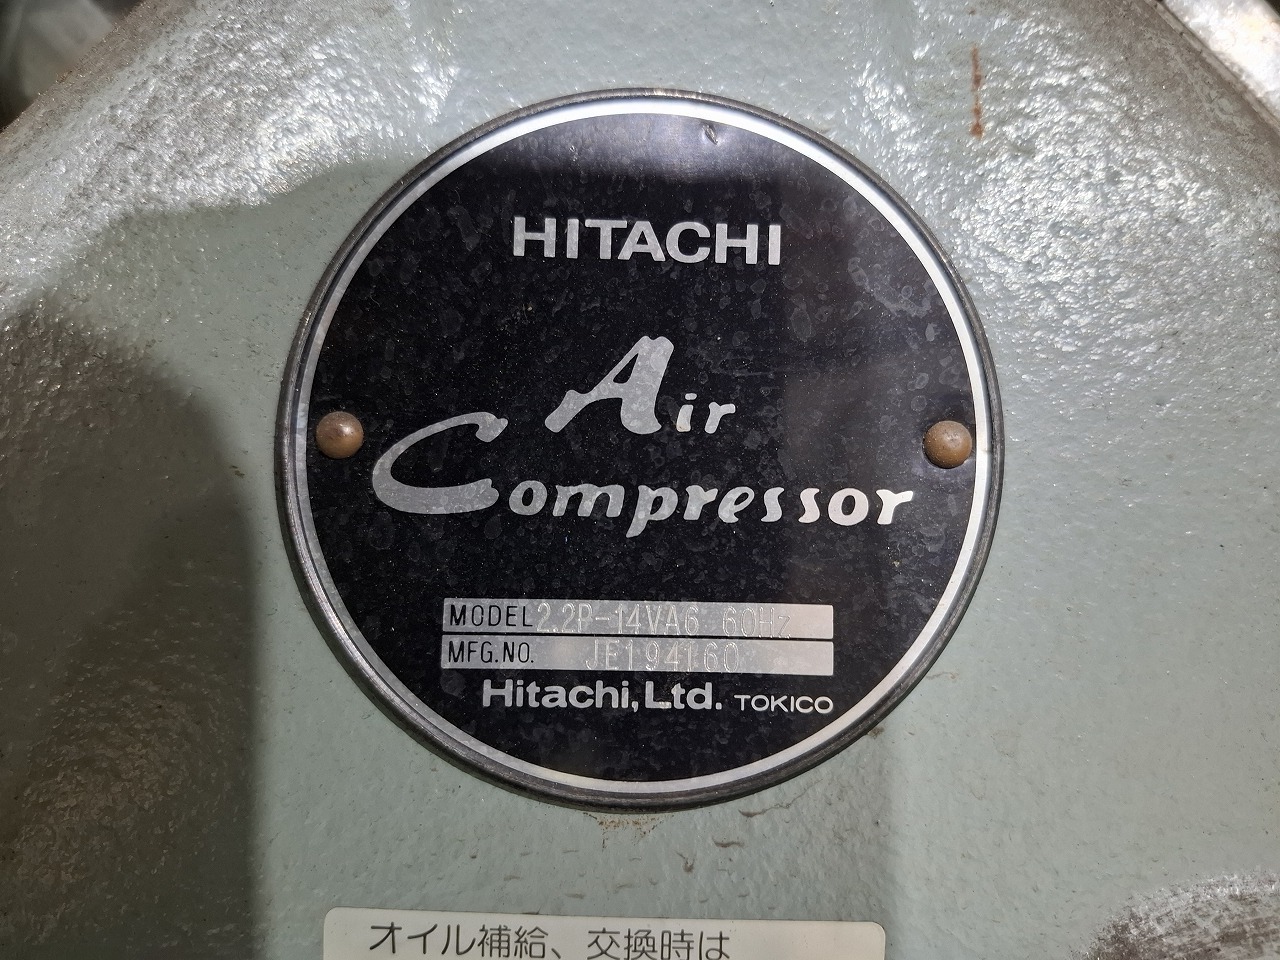 HITACHI
Air
Compressor
MODEL 2.2P-14VA6 60Hz
MFG.NO. JE194160
Hitachi, Ltd. TOKICO
オイル補給、交換時は